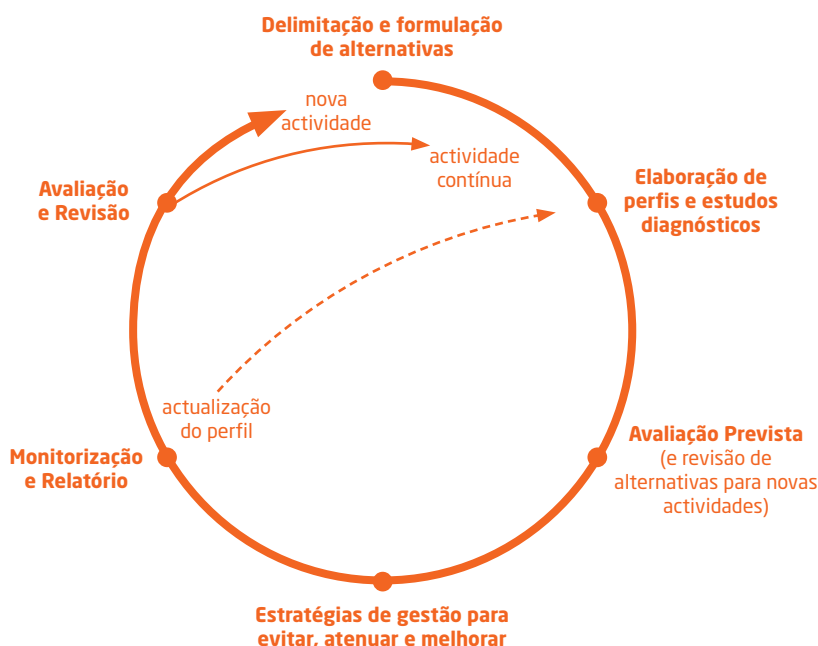 Delimitação e formulação
de alternativas
nova
actividade
actividade
contínua
Avaliação
e Revisão
Elaboração de
perfis e estudos
diagnósticos
actualização
do perfil
Monitorização
e Relatório
Avaliação Prevista
(e revisão de
alternativas para novas
actividades)
Estratégias de gestão para
evitar, atenuar e melhorar